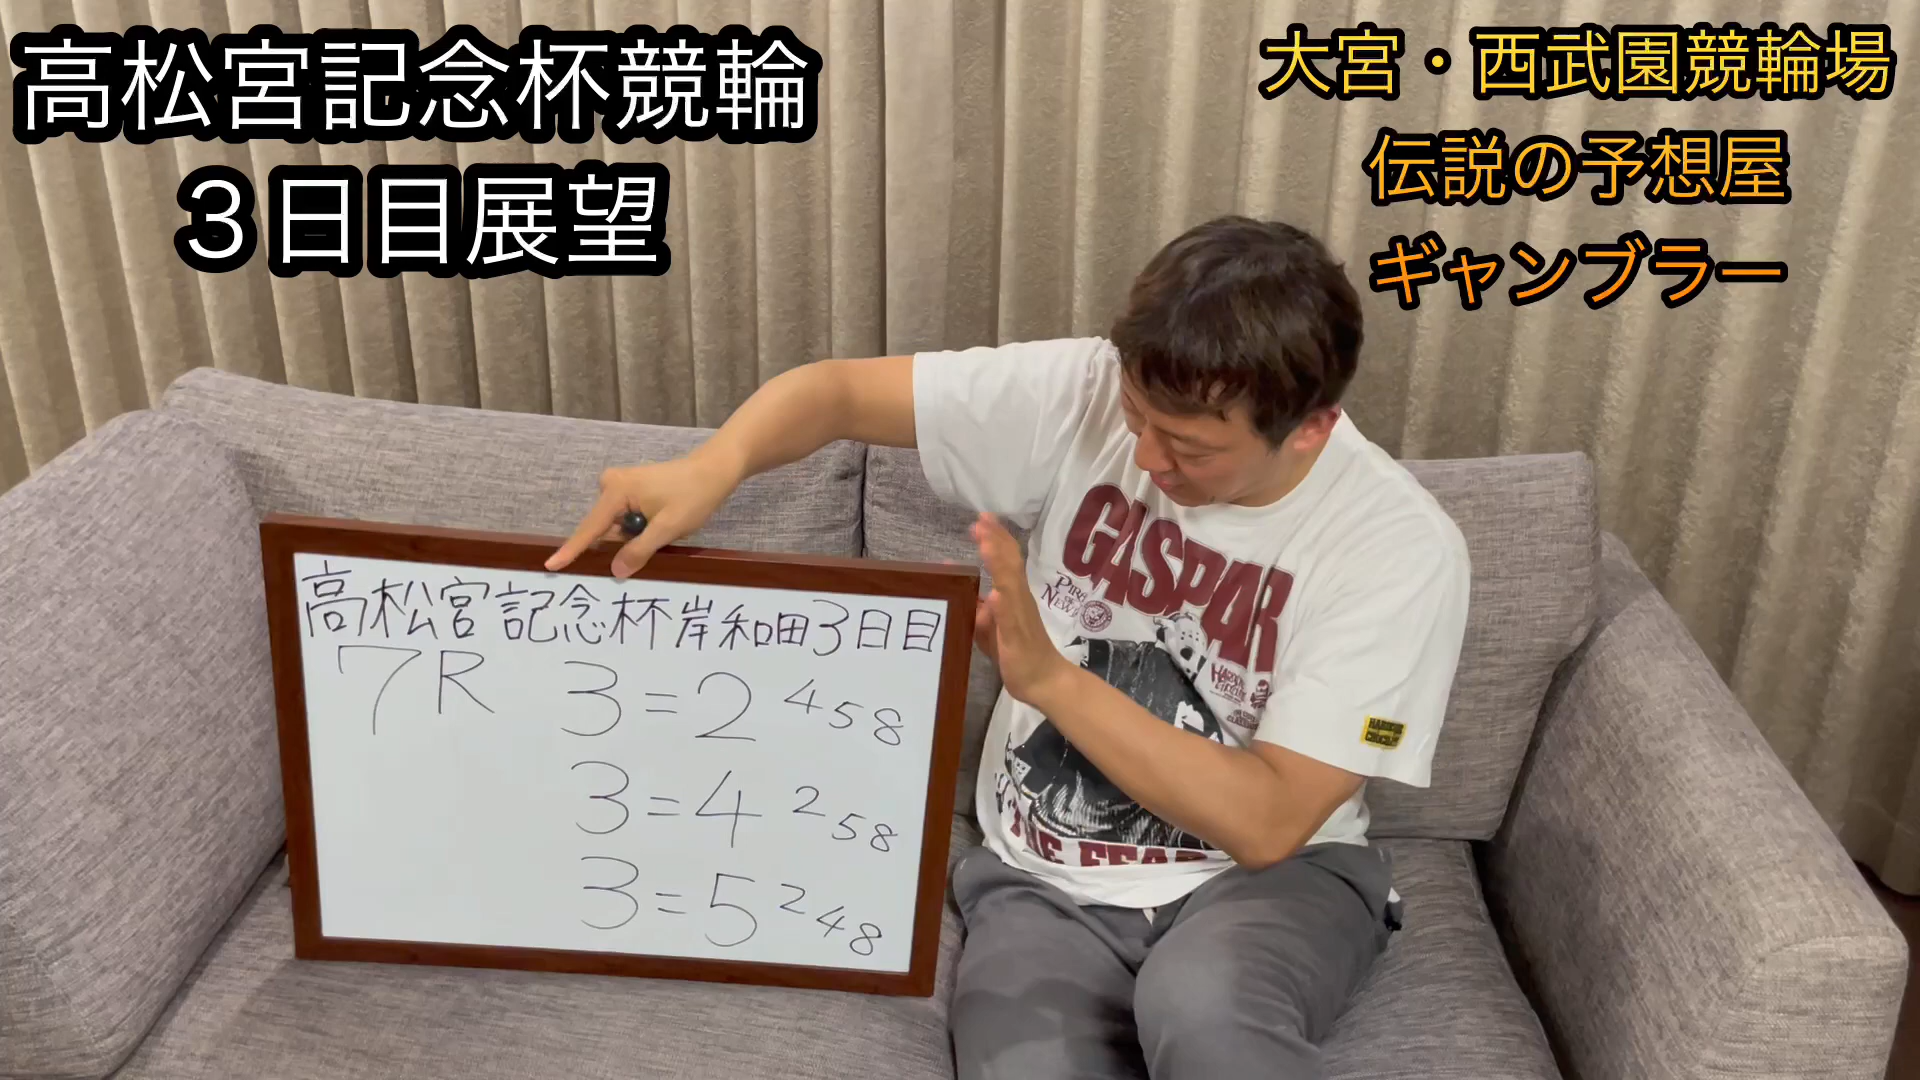 高松宮記念杯競輪
３日目展望
大宮・西武園競輪場
伝説の予想屋
ギャンブラー
高松宮記念杯岸和田3日目
7R 3=2 458
3=4 258
3=5 248
GASPAR
THE FEAR